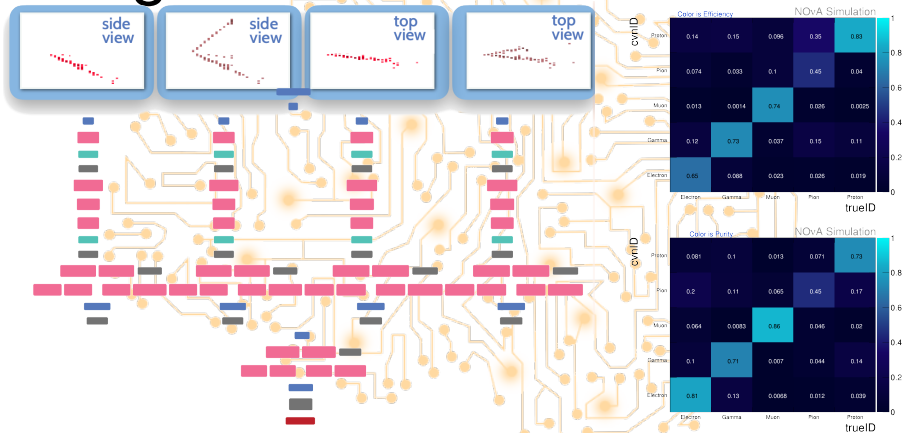 side
view
side
view
top
view
top
view
Color is Efficiency
NOvA Simulation
cvnID
Proton
0.14 0.15 0.096 0.35 0.83
Pion
0.074 0.033 0.1 0.45 0.04
Muon
0.013 0.0014 0.74 0.026 0.0025
Gamma
0.12 0.73 0.037 0.15 0.11
Electron
0.65 0.088 0.023 0.026 0.019
Electron Gamma Muon Pion Proton
trueID
1
0.8
0.6
0.4
0.2
0
Color is Purity
NOvA Simulation
cvnID
Proton
0.081 0.1 0.013 0.071 0.73
Pion
0.2 0.11 0.065 0.45 0.17
Muon
0.064 0.0083 0.86 0.046 0.02
Gamma
0.1 0.71 0.007 0.044 0.14
Electron
0.81 0.13 0.0068 0.012 0.039
Electron Gamma Muon Pion Proton
trueID
1
0.8
0.6
0.4
0.2
0